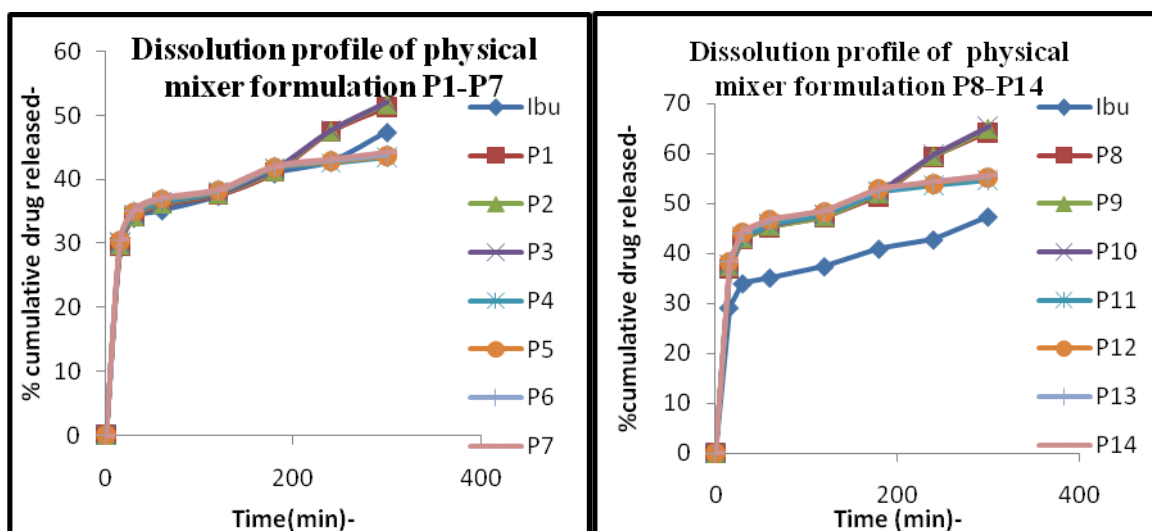 Dissolution profile of physical
mixer formulation P1-P7
% cumulative drug released-
60
50
40
30
20
10
0
0
200
400
Time(min)-
Ibu
P1
P2
P3
P4
P5
P6
P7
Dissolution profile of physical
mixer formulation P8-P14
%cumulative drug released-
70
60
50
40
30
20
10
0
0
200
400
Time (min)-
Ibu
P8
P9
P10
P11
P12
P13
P14